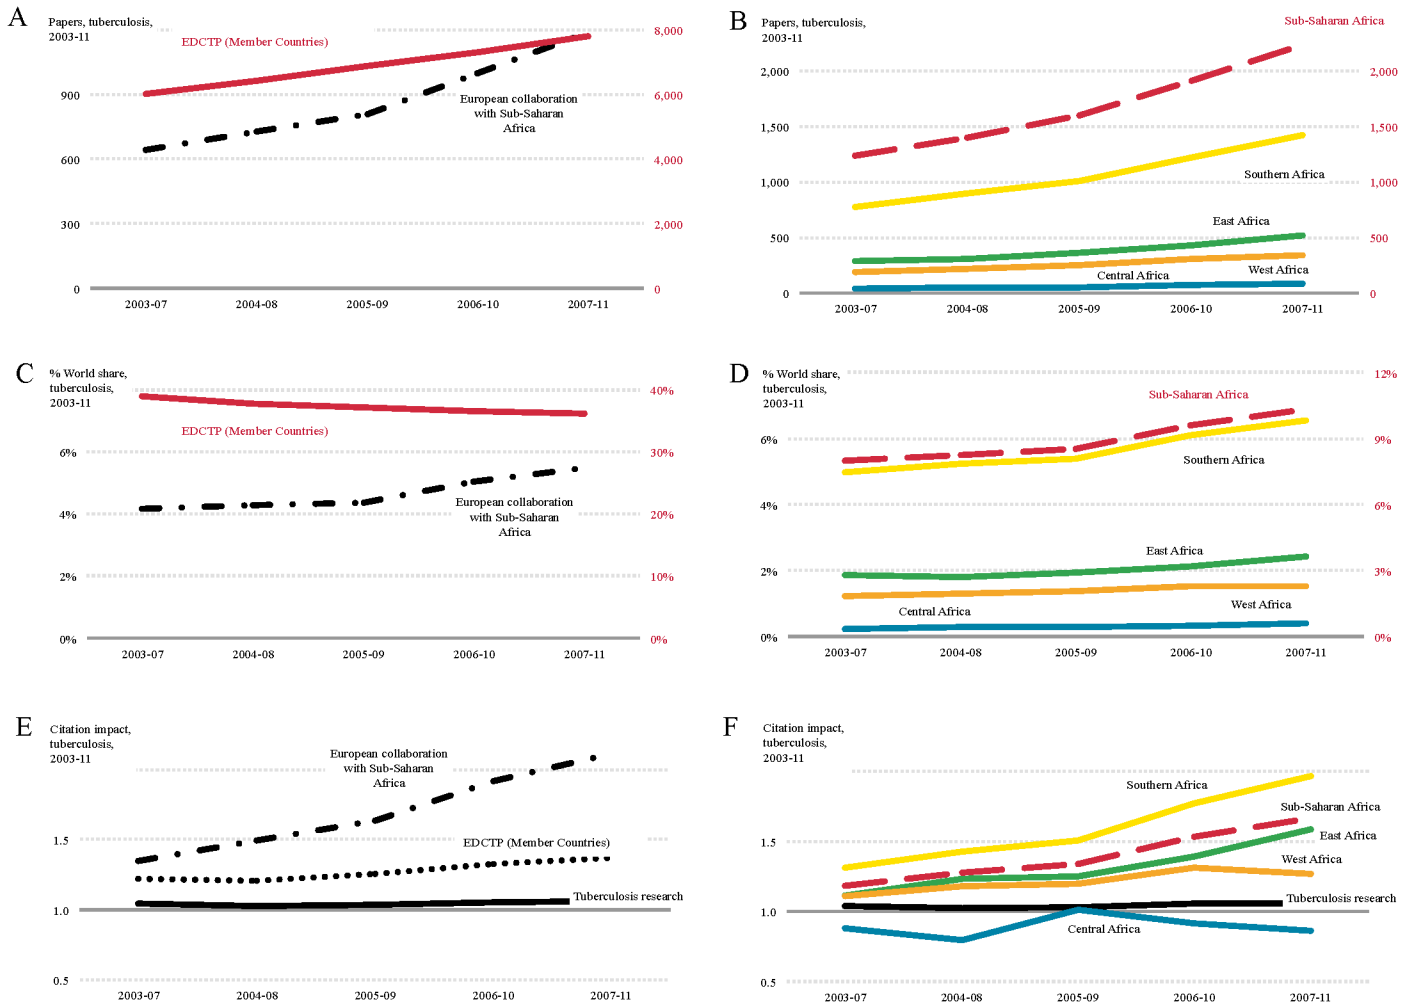 A
Papers, tuberculosis,
2003-11
EDCTP (Member Countries)
8,000
900
6,000
European collaboration
with Sub-Saharan
Africa
600
4,000
300
2,000
0
0
2003-07
2004-08
2005-09
2006-10
2007-11
B
Papers, tuberculosis,
2003-11
Sub-Saharan Africa
2,000
2,000
1,500
1,500
Southern Africa
1,000
1,000
East Africa
500
500
Central Africa
West Africa
0
0
2003-07
2004-08
2005-09
2006-10
2007-11
C
% World share,
tuberculosis,
2003-11
40%
EDCTP (Member Countries)
6%
30%
European collaboration
with Sub-Saharan
Africa
4%
20%
2%
10%
0%
0%
2003-07
2004-08
2005-09
2006-10
2007-11
D
% World share,
tuberculosis,
2003-11
12%
Sub-Saharan Africa
6%
9%
Southern Africa
4%
6%
East Africa
2%
3%
Central Africa
West Africa
0%
0%
2003-07
2004-08
2005-09
2006-10
2007-11
E
Citation impact,
tuberculosis,
2003-11
European collaboration
with Sub-Saharan
Africa
1.5
EDCTP (Member Countries)
Tuberculosis research
1.0
0.5
2003-07
2004-08
2005-09
2006-10
2007-11
F
Citation impact,
tuberculosis,
2003-11
Southern Africa
Sub-Saharan Africa
1.5
East Africa
West Africa
Tuberculosis research
1.0
Central Africa
0.5
2003-07
2004-08
2005-09
2006-10
2007-11